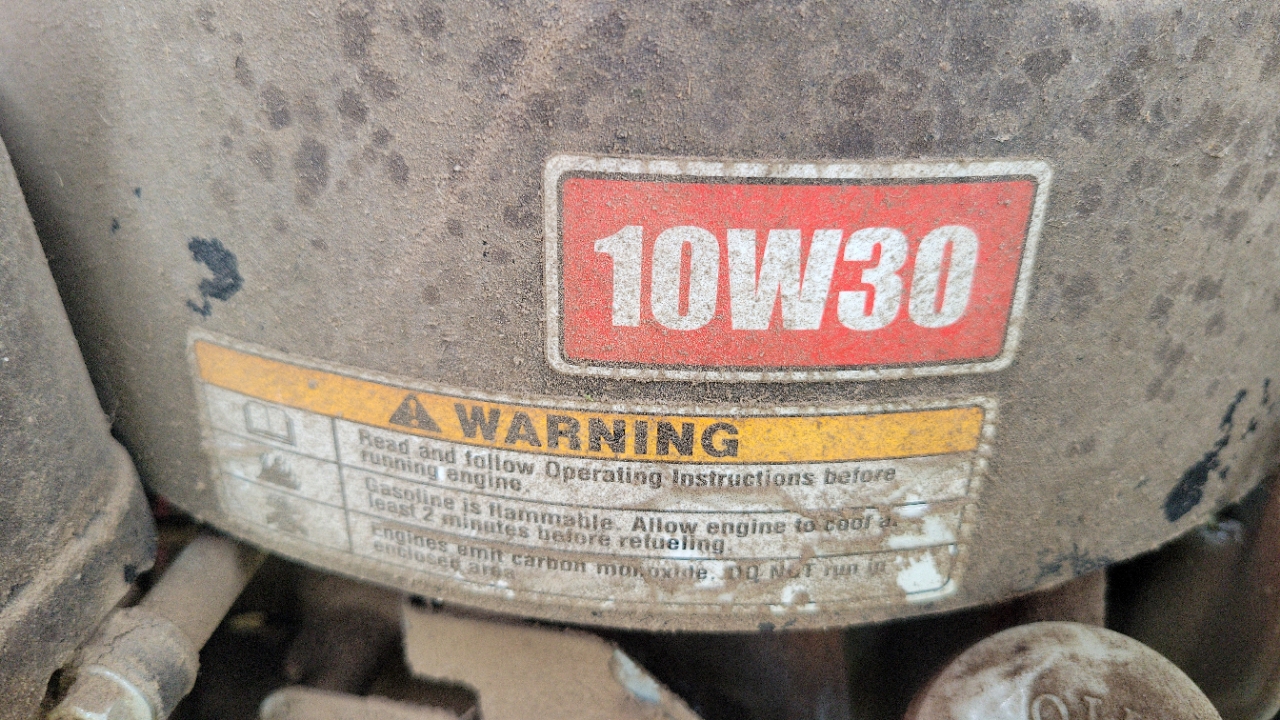 10W30
WARNING
Read and follow Operating Instructions before
running engine.
Gasoline is flammable. Allow engine to cool at
least 2 minutes before refueling.
Engines emit carbon monoxide. DO NOT run in
enclosed area.